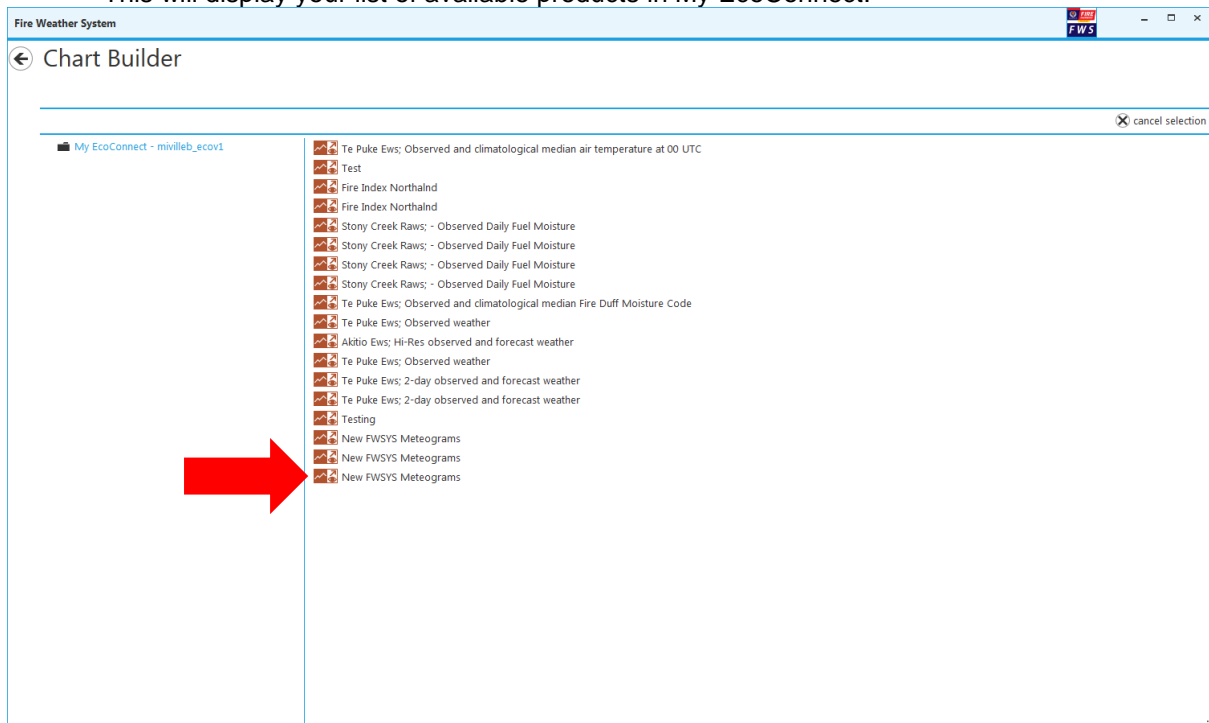 This will display your list of available products in My EcoConnect.
Fire Weather System
FIRE
FWS
Chart Builder
cancel selection
My EcoConnect - mivilleb_ecov1
Te Puke Ews; Observed and climatological median air temperature at 00 UTC
Test
Fire Index Northalnd
Fire Index Northalnd
Stony Creek Raws; - Observed Daily Fuel Moisture
Stony Creek Raws; - Observed Daily Fuel Moisture
Stony Creek Raws; - Observed Daily Fuel Moisture
Stony Creek Raws; - Observed Daily Fuel Moisture
Te Puke Ews; Observed and climatological median Fire Duff Moisture Code
Te Puke Ews; Observed weather
Akitio Ews; Hi-Res observed and forecast weather
Te Puke Ews; Observed weather
Te Puke Ews; 2-day observed and forecast weather
Te Puke Ews; 2-day observed and forecast weather
Testing
New FWSYS Meteograms
New FWSYS Meteograms
New FWSYS Meteograms